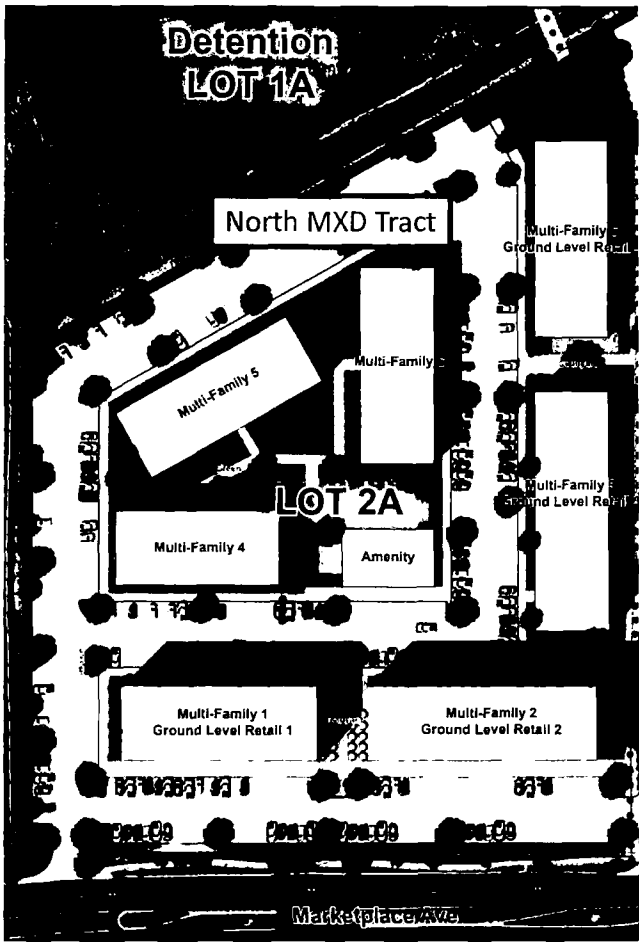 Detention
LOT 1A
North MXD Tract
Multi-Family
Ground Level Retail
Multi-Family
Multi-Family 5
Multi-Family
Ground Level Retail
LOT 2A
Multi-Family 4
Amenity
Multi-Family 1
Ground Level Retail 1
Multi-Family 2
Ground Level Retail 2
Marketplace Ave